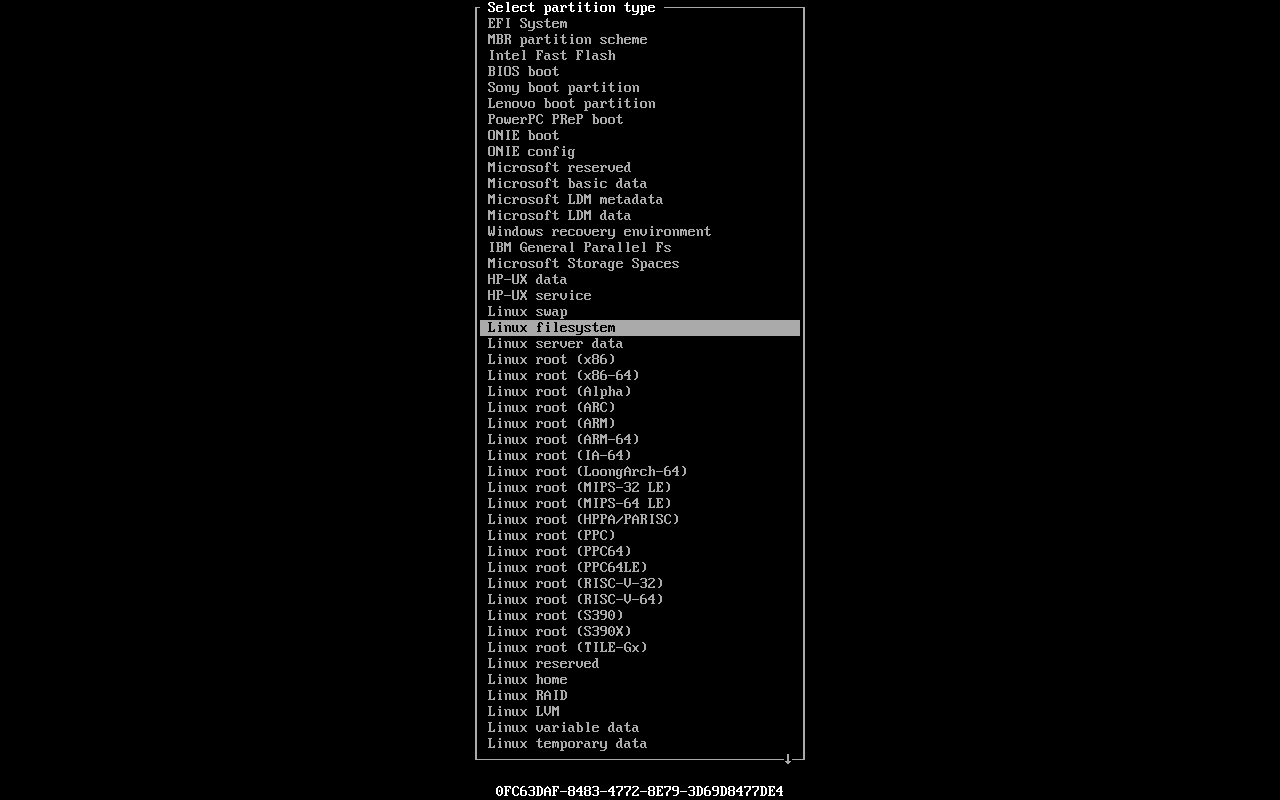 Select partition type
EFI System
MBR partition scheme
Intel Fast Flash
BIOS boot
Sony boot partition
Lenovo boot partition
PowerPC PReP boot
ONIE boot
ONIE config
Microsoft reserved
Microsoft basic data
Microsoft LDM metadata
Microsoft LDM data
Windows recovery environment
IBM General Parallel Fs
Microsoft Storage Spaces
HP-UX data
HP-UX service
Linux swap
Linux filesystem
Linux server data
Linux root (x86)
Linux root (x86-64)
Linux root (Alpha)
Linux root (ARC)
Linux root (ARM)
Linux root (ARM-64)
Linux root (IA-64)
Linux root (LoongArch-64)
Linux root (MIPS-32 LE)
Linux root (MIPS-64 LE)
Linux root (HPPA/PARISC)
Linux root (PPC)
Linux root (PPC64)
Linux root (PPC64LE)
Linux root (RISC-V-32)
Linux root (RISC-V-64)
Linux root (S390)
Linux root (S390X)
Linux root (TILE-Gx)
Linux reserved
Linux home
Linux RAID
Linux LVM
Linux variable data
Linux temporary data
↓
0FC63DAF-8483-4772-8E79-3D69D8477DE4